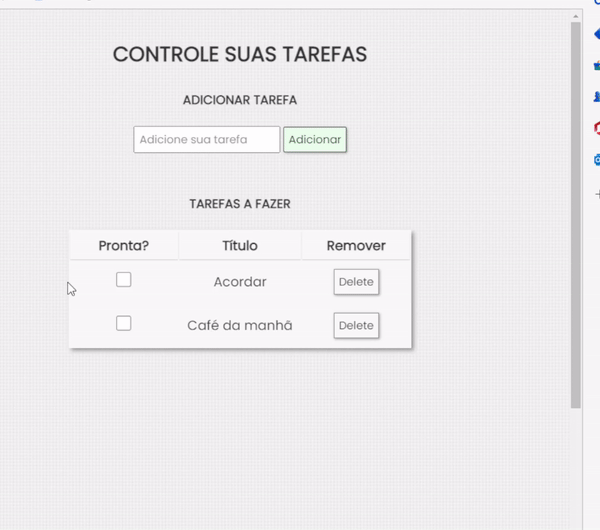 CONTROLE SUAS TAREFAS
ADICIONAR TAREFA
Adicione sua tarefa Adicionar
TAREFAS A FAZER
Pronta? Título Remover
Acordar Delete
Café da manhã Delete